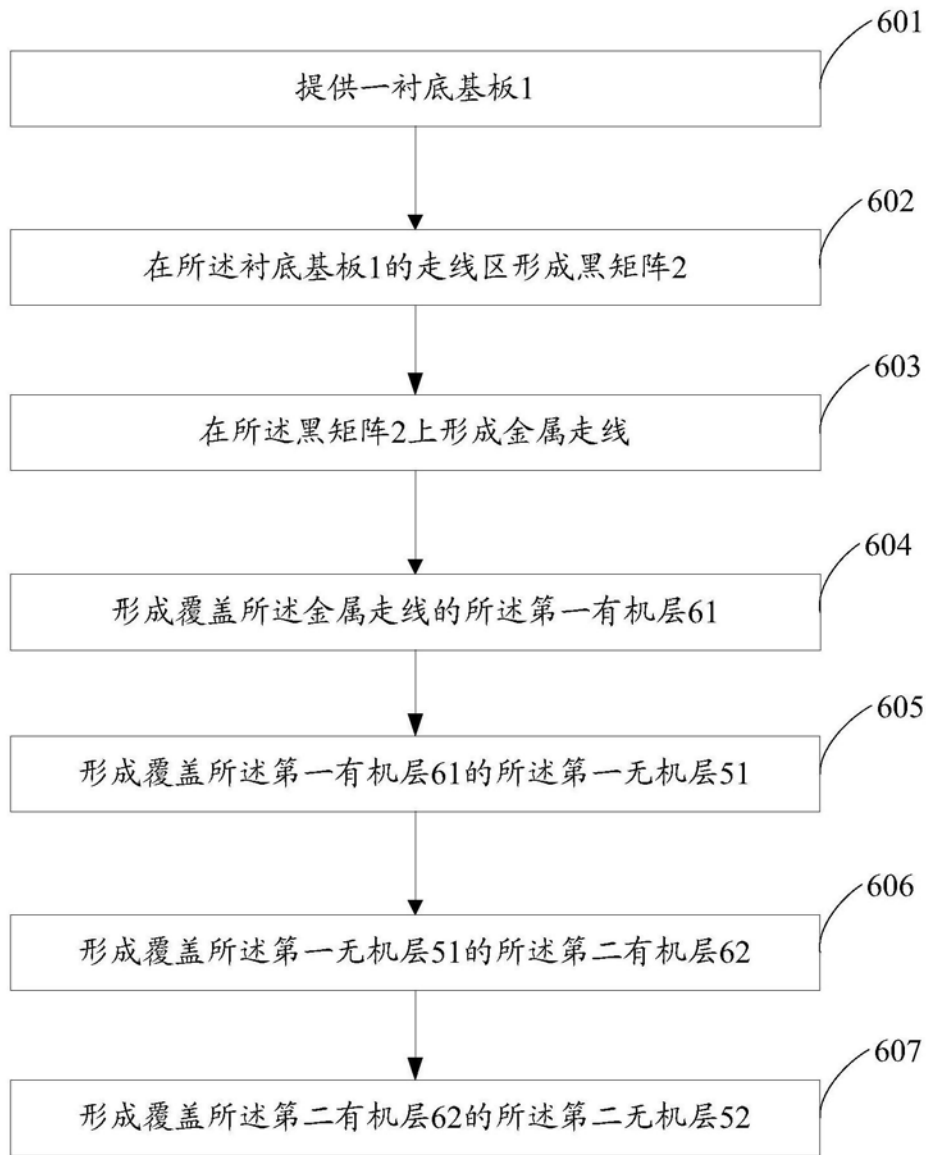 601
提供一衬底基板1
602
在所述衬底基板1的走线区形成黑矩阵2
603
在所述黑矩阵2上形成金属走线
604
形成覆盖所述金属走线的所述第一有机层61
605
形成覆盖所述第一有机层61的所述第一无机层51
606
形成覆盖所述第一无机层51的所述第二有机层62
607
形成覆盖所述第二有机层62的所述第二无机层52